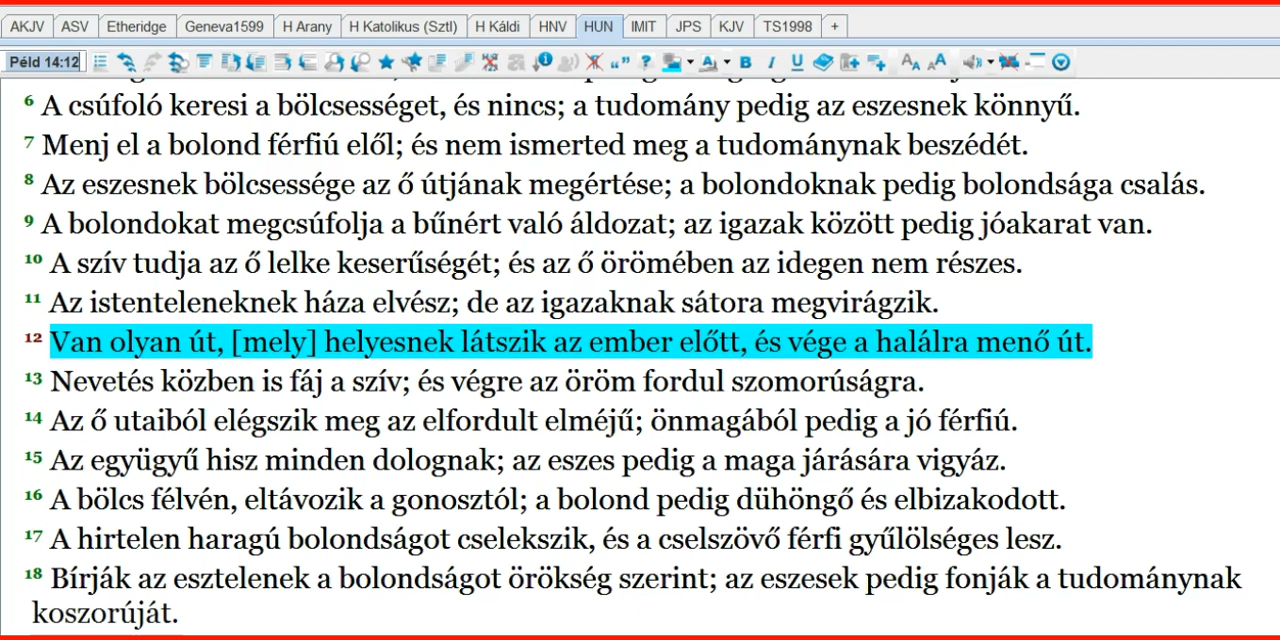 AKJV ASV Etheridge Geneva1599 H Arany H Katolikus (Sztl) H Káldi HNV HUN IMIT JPS KJV TS1998 +
Péld 14:12
6 A csúfoló keresi a bölcsességet, és nincs; a tudomány pedig az eszesnek könnyű.
7 Menj el a bolond férfiú elől; és nem ismerted meg a tudománynak beszédét.
8 Az eszesnek bölcsessége az ő útjának megértése; a bolondoknak pedig bolondsága csalás.
9 A bolondokat megcsúfolja a bűnért való áldozat; az igazak között pedig jóakarat van.
10 A szív tudja az ő lelke keserűségét; és az ő örömében az idegen nem részes.
11 Az istenteleneknek háza elvész; de az igazaknak sátora megvirágzik.
12 Van olyan út, [mely] helyesnek látszik az ember előtt, és vége a halálra menő út.
13 Nevetés közben is fáj a szív; és végre az öröm fordul szomorúságra.
14 Az ő utaiból elégszik meg az elfordult elméjű; önmagából pedig a jó férfiú.
15 Az együgyű hisz minden dolognak; az eszes pedig a maga járására vigyáz.
16 A bölcs félvén, eltávozik a gonosztól; a bolond pedig dühöngő és elbizakodott.
17 A hirtelen haragú bolondságot cselekszik, és a cselszövő férfi gyűlölséges lesz.
18 Bírják az esztelenek a bolondságot örökség szerint; az eszesek pedig fonják a tudománynak
koszorúját.